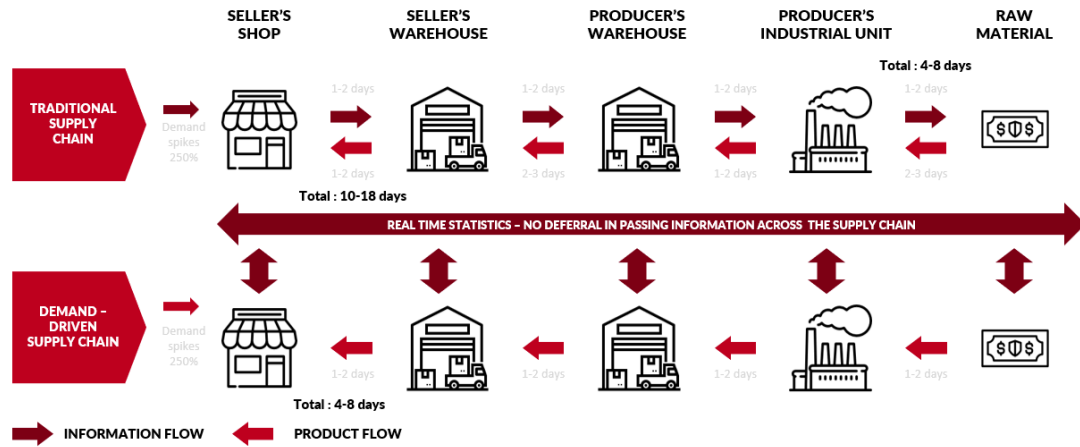 SELLER'S
SHOP
SELLER'S
WAREHOUSE
PRODUCER'S
WAREHOUSE
PRODUCER'S
INDUSTRIAL UNIT
RAW
MATERIAL
Total : 4-8 days
TRADITIONAL
SUPPLY
CHAIN
Demand
spikes
250%
1-2 days
1-2 days
1-2 days
1-2 days
$ $
1-2 days
2-3 days
1-2 days
2-3 days
Total : 10-18 days
REAL TIME STATISTICS – NO DEFERRAL IN PASSING INFORMATION ACROSS THE SUPPLY CHAIN
DEMAND –
DRIVEN
SUPPLY CHAIN
Demand
spikes
250%
$ $
1-2 days
1-2 days
1-2 days
1-2 days
Total : 4-8 days
INFORMATION FLOW
PRODUCT FLOW